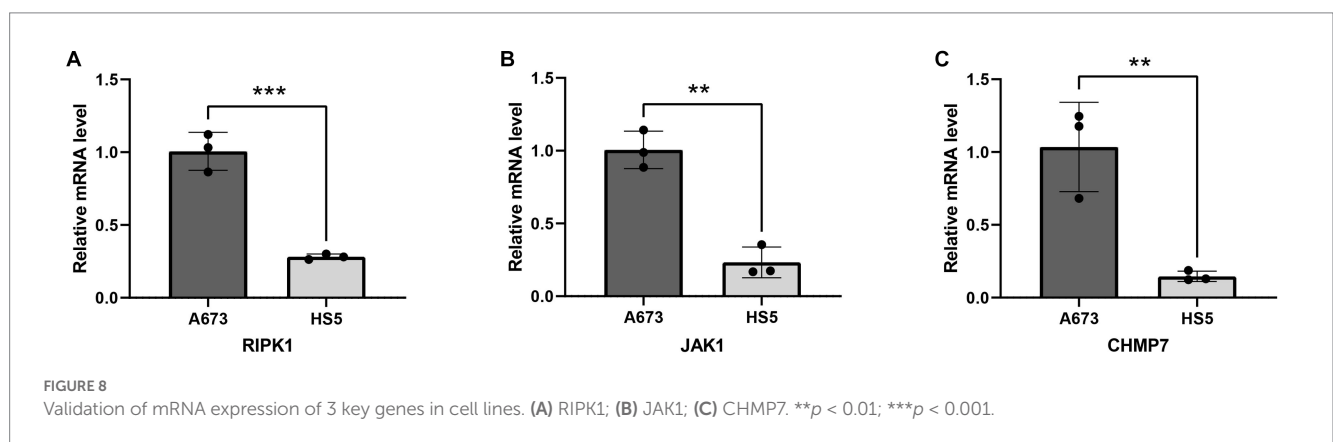 A
Relative mRNA level
1.5
1.0
0.5
0.0
***
A673 HS5
RIPK1
B
Relative mRNA level
1.5
1.0
0.5
0.0
**
A673 HS5
JAK1
C
Relative mRNA level
1.5
1.0
0.5
0.0
**
A673 HS5
CHMP7
FIGURE 8
Validation of mRNA expression of 3 key genes in cell lines. (A) RIPK1; (B) JAK1; (C) CHMP7. **p < 0.01; ***p < 0.001.